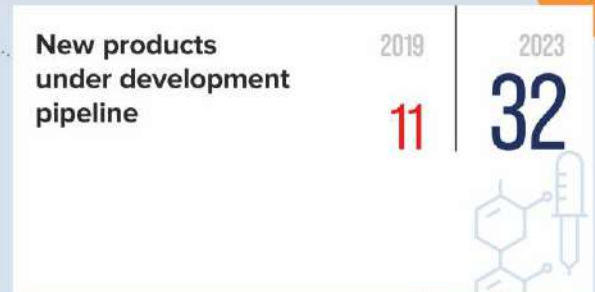 New products
under development
pipeline
2019
11
2023
32